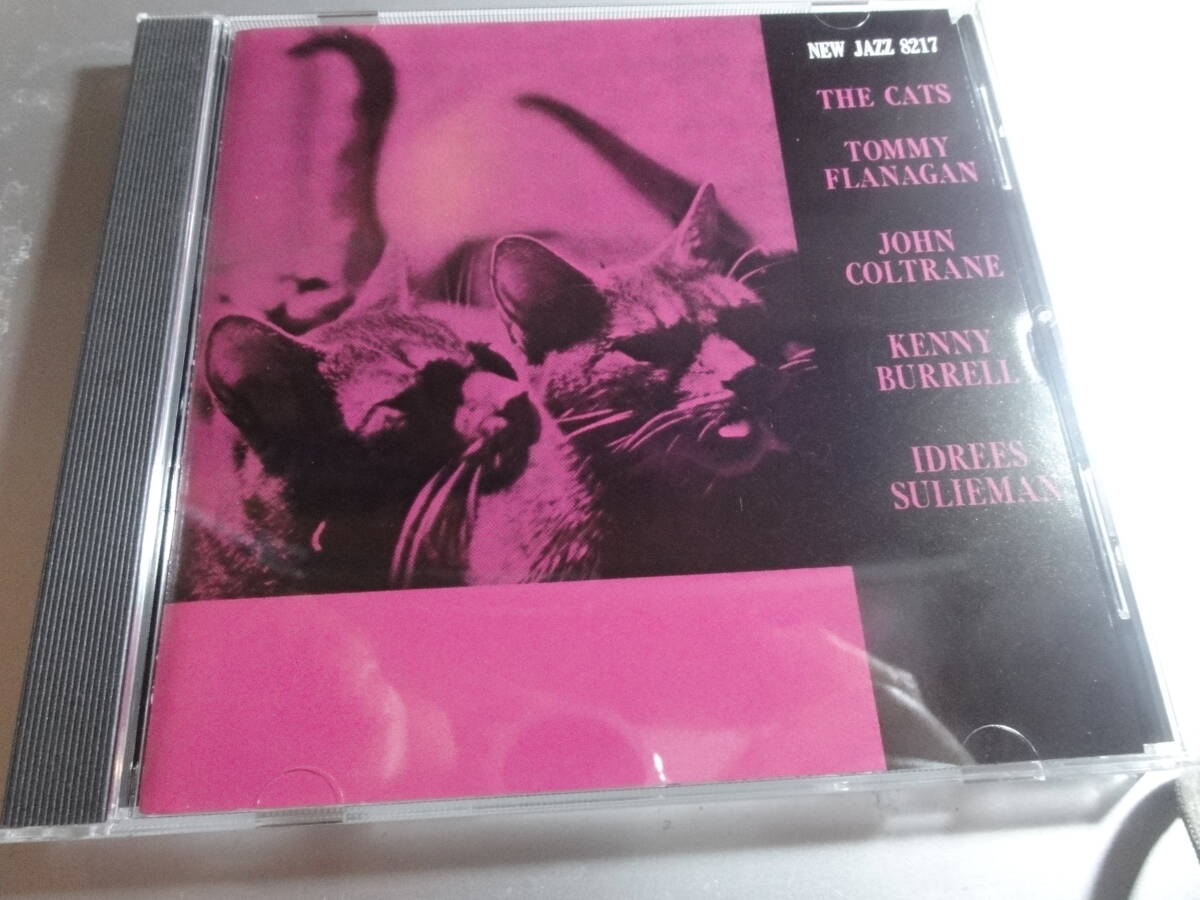 NEW JAZZ 8217
THE CATS
TOMMY
FLANAGAN
JOHN
COLTRANE
KENNY
BURRELL
IDREES
SULIEMAN